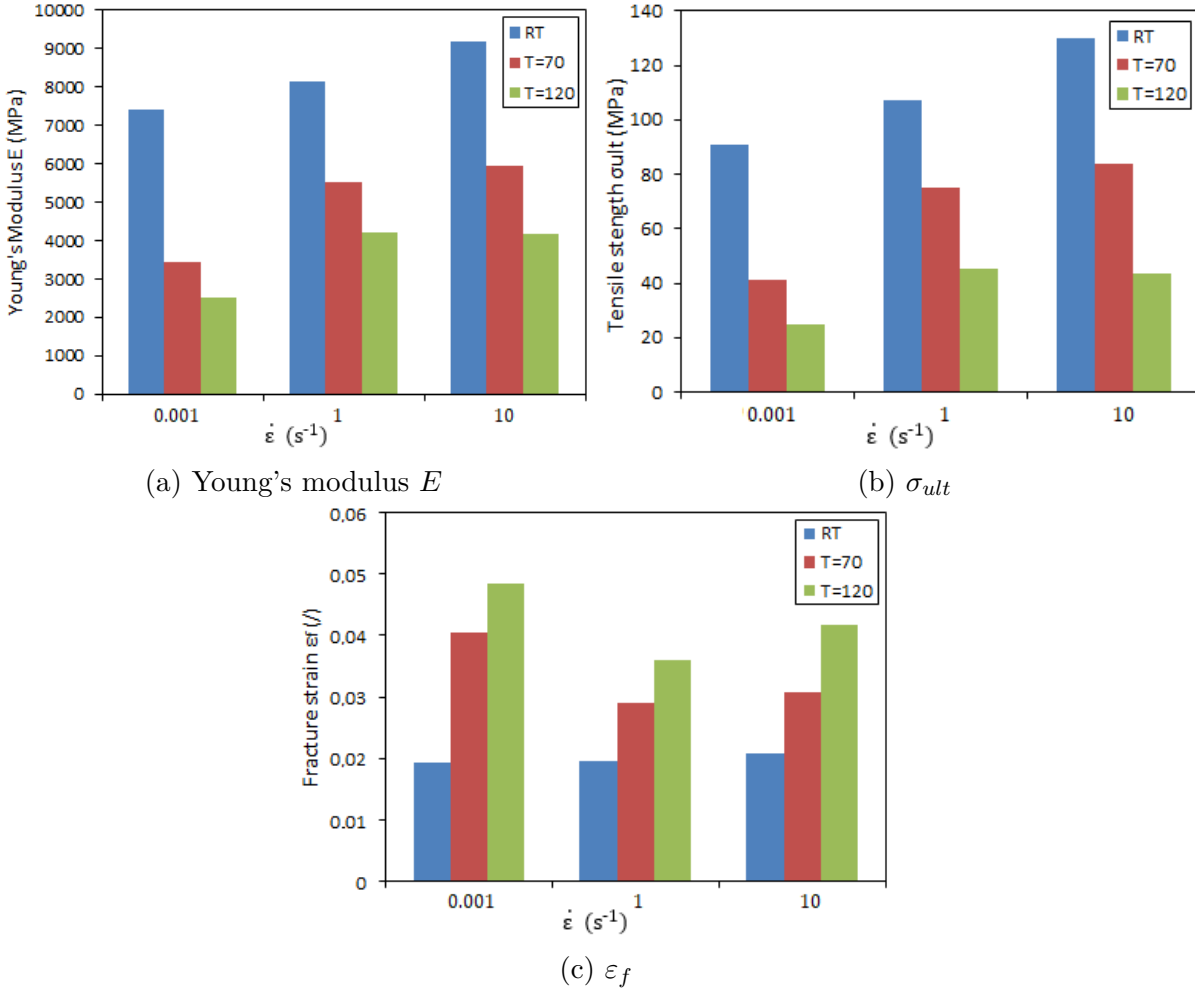 10000
9000
8000
7000
6000
5000
4000
3000
2000
1000
0
Young'sModulusE (MPa)
RT
T=70
T=120
0.001
1
10
ε̇ (s⁻¹)
(a) Young's modulus E
140
120
100
80
60
40
20
0
Tensile stength σult (MPa)
RT
T=70
T=120
0.001
1
10
ε̇ (s⁻¹)
(b) σ_ult
0.06
0.05
0.04
0.03
0.02
0.01
0
Fracture strain εf (/)
RT
T=70
T=120
0.001
1
10
ε̇ (s⁻¹)
(c) ε_f